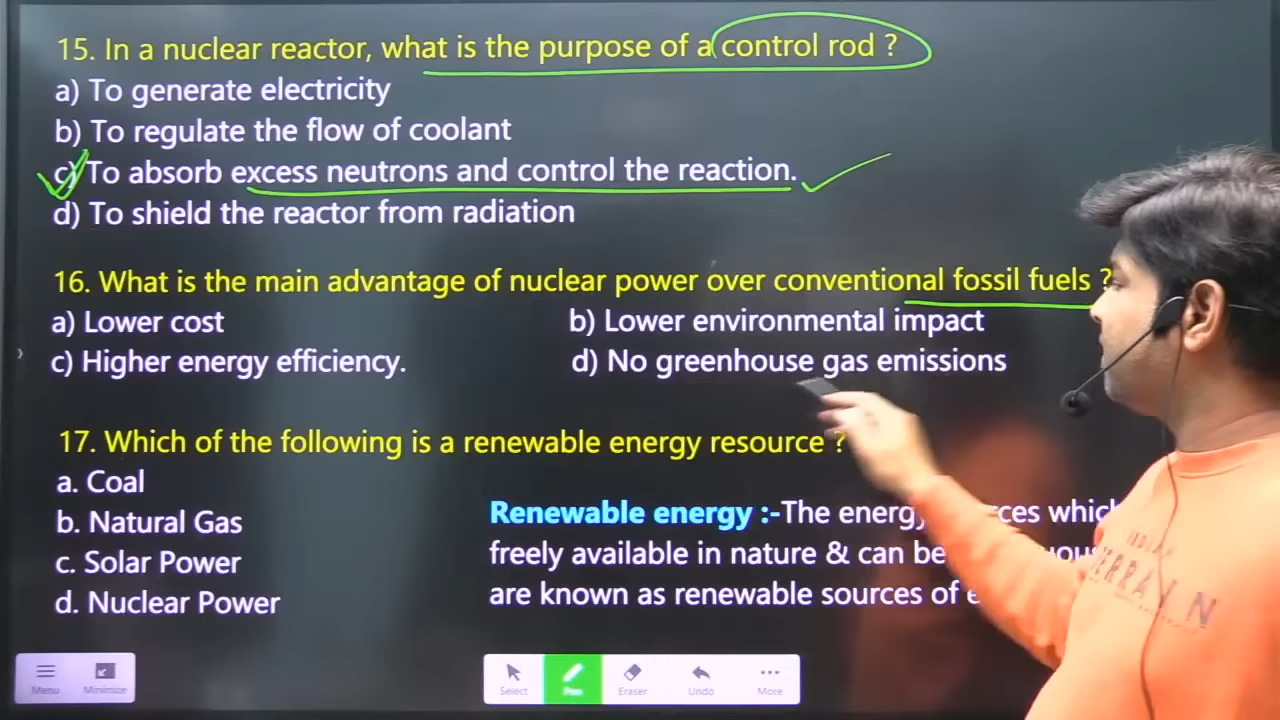 15. In a nuclear reactor, what is the purpose of a control rod ?
a) To generate electricity
b) To regulate the flow of coolant
c) To absorb excess neutrons and control the reaction.
d) To shield the reactor from radiation
16. What is the main advantage of nuclear power over conventional fossil fuels ?
a) Lower cost
b) Lower environmental impact
c) Higher energy efficiency.
d) No greenhouse gas emissions
17. Which of the following is a renewable energy resource ?
a. Coal
b. Natural Gas
c. Solar Power
d. Nuclear Power
Renewable energy :-The energy which
freely available in nature & can be
are known as renewable sources of
Menu
Minimize
Select
Pen
Eraser
Undo
More